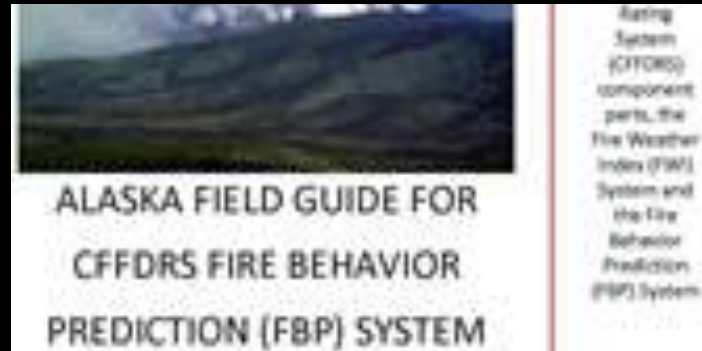 ALASKA FIELD GUIDE FOR
CFFDRS FIRE BEHAVIOR
PREDICTION (FBP) SYSTEM
Rating
System
(CFFDRS)
component
parts, the
Fire Weather
Index (FWI)
System and
the Fire
Behavior
Prediction
(FBP) System